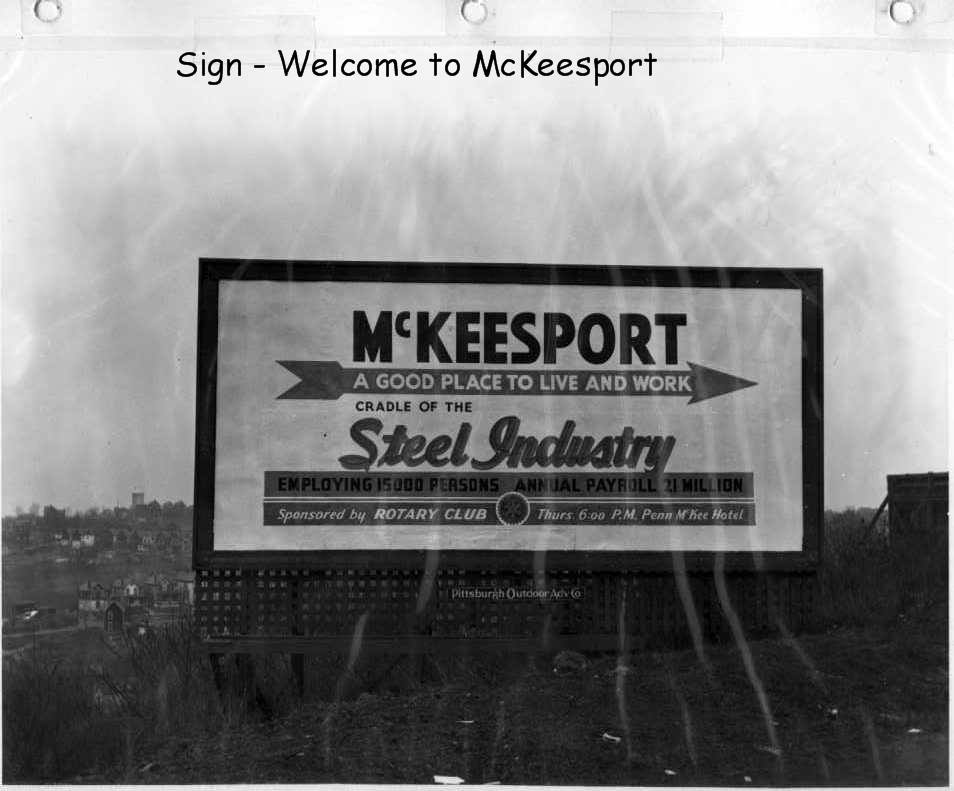 Sign - Welcome to McKeesport
McKEESPORT
A GOOD PLACE TO LIVE AND WORK
CRADLE OF THE
Steel Industry
EMPLOYING 15000 PERSONS ANNUAL PAYROLL 21 MILLION
Sponsored by ROTARY CLUB Thurs. 6:00 P.M. Penn McKee Hotel
Pittsburgh Outdoor Adv Co